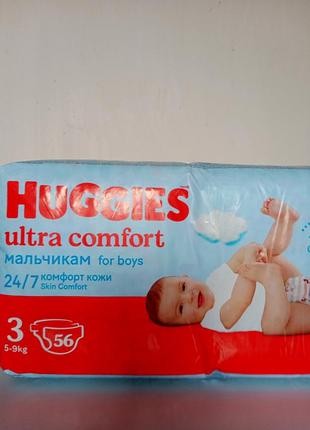 HUGGIES
ultra comfort
мальчикам for boys
24/7 комфорт кожи
Skin Comfort
3 56
5-9kg